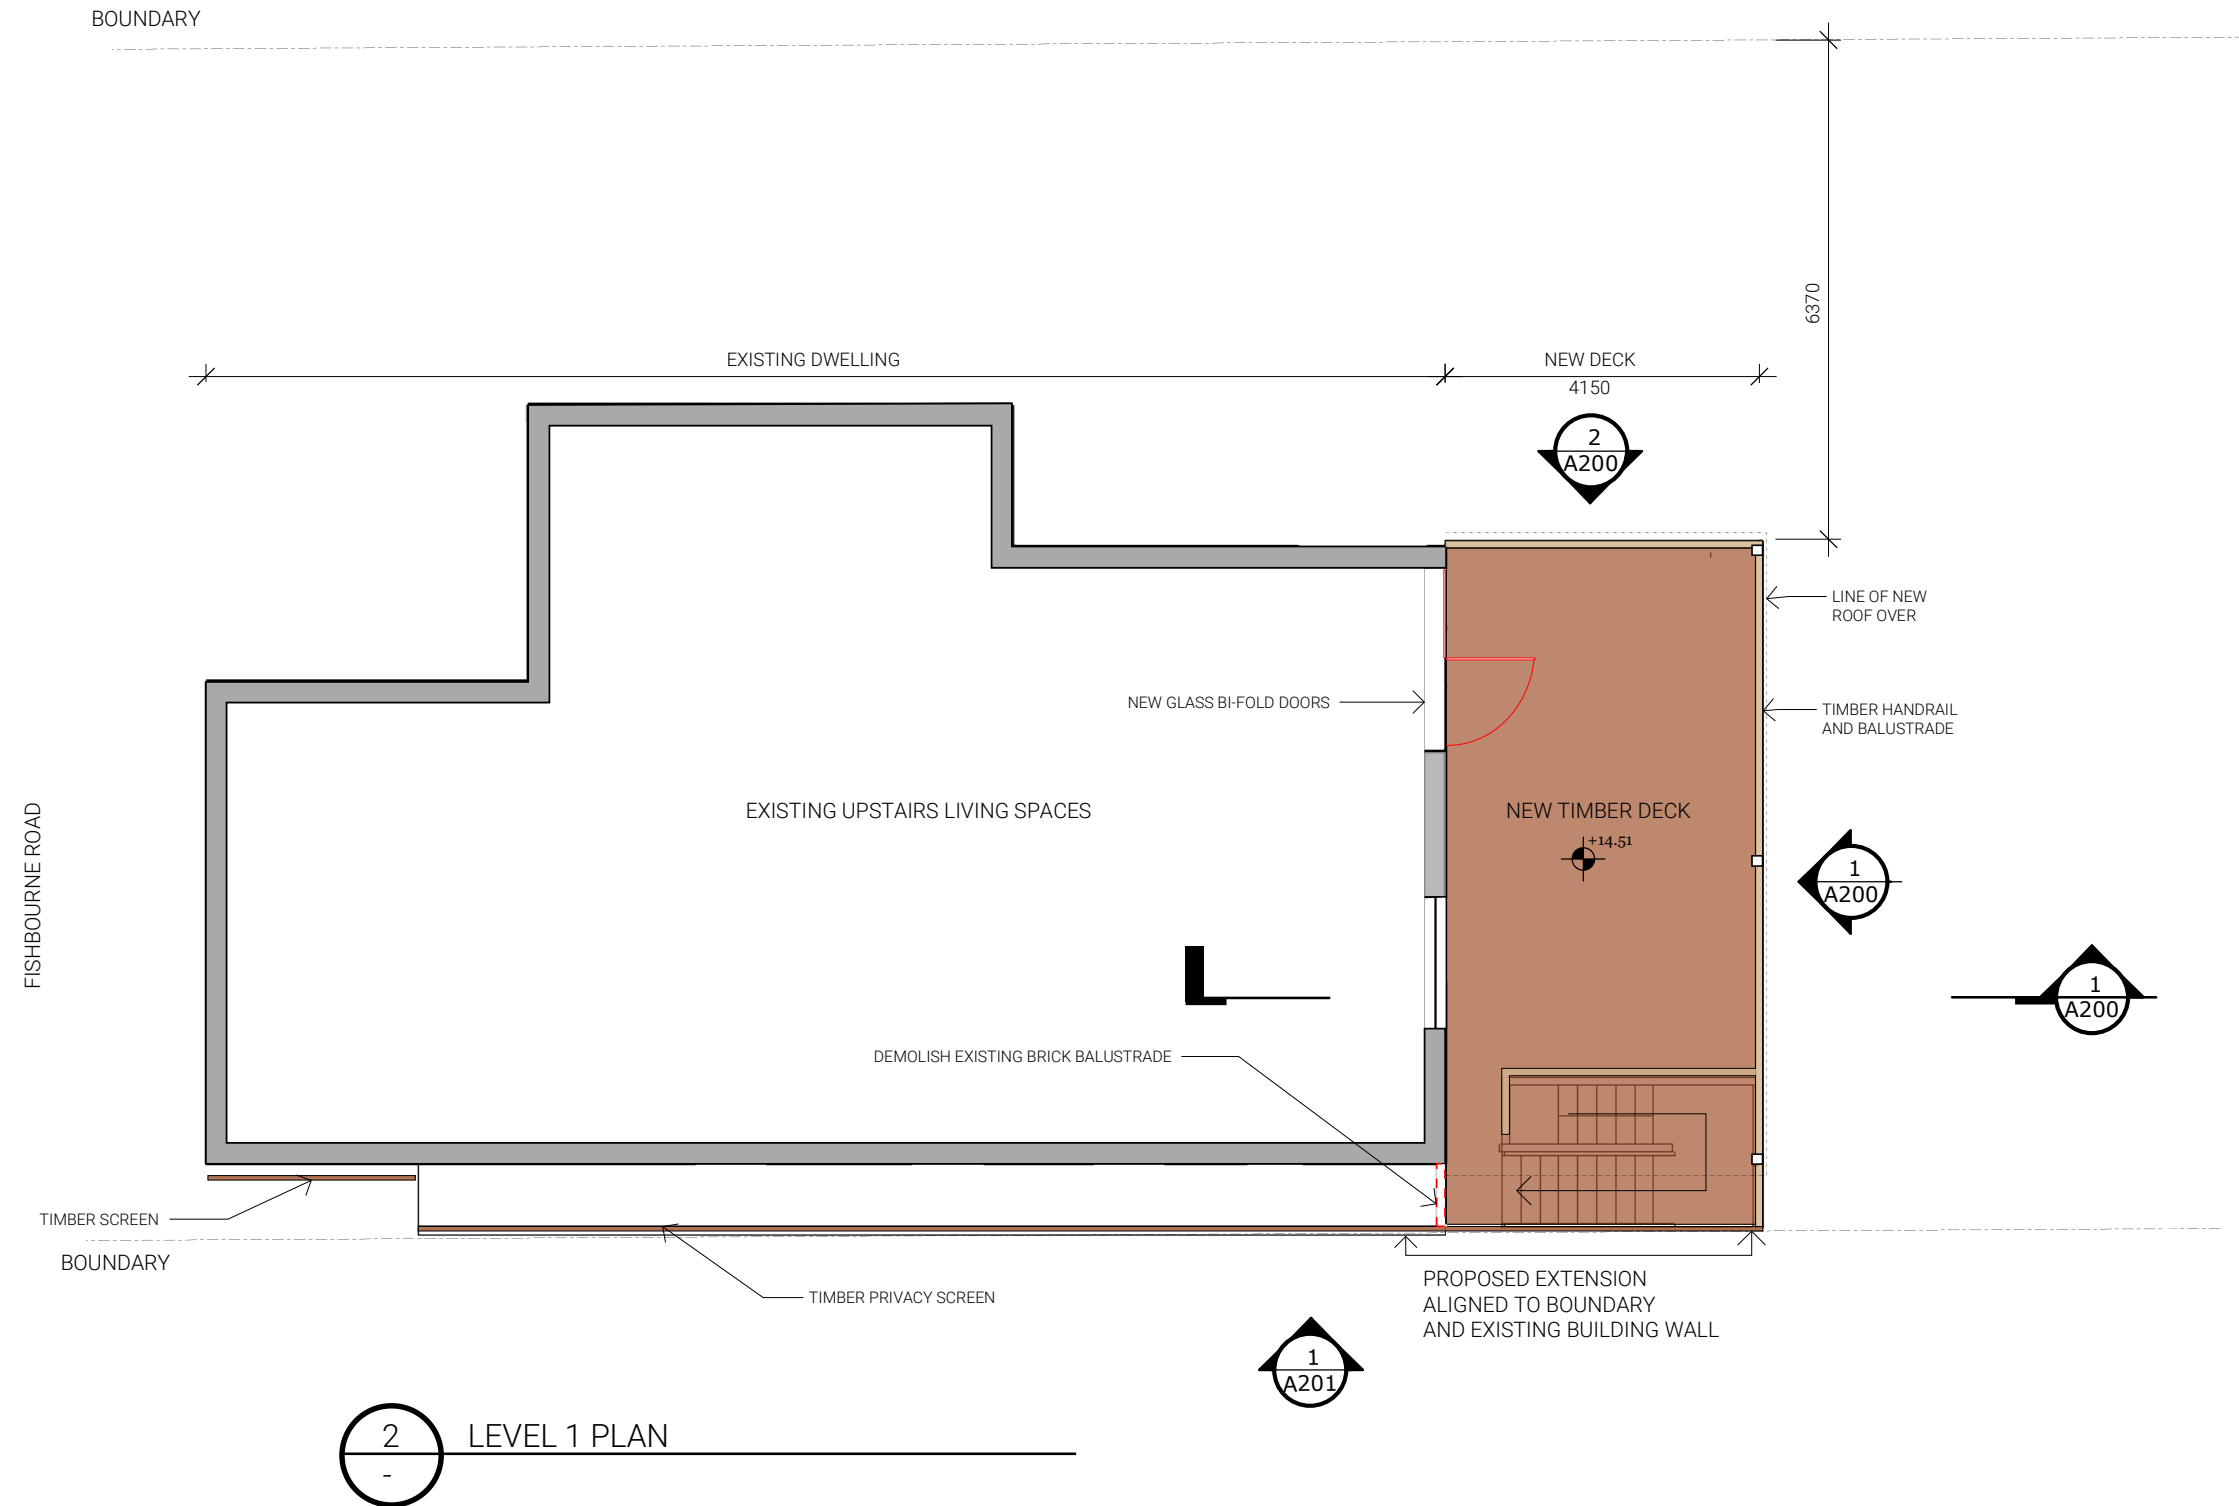 BOUNDARY
6370
EXISTING DWELLING
NEW DECK
4150
2
A200
LINE OF NEW
ROOF OVER
NEW GLASS BI-FOLD DOORS
TIMBER HANDRAIL
AND BALUSTRADE
EXISTING UPSTAIRS LIVING SPACES
NEW TIMBER DECK
+14.51
FISHBOURNE ROAD
1
A200
1
A200
DEMOLISH EXISTING BRICK BALUSTRADE
TIMBER SCREEN
BOUNDARY
TIMBER PRIVACY SCREEN
PROPOSED EXTENSION
ALIGNED TO BOUNDARY
AND EXISTING BUILDING WALL
1
A201
2
LEVEL 1 PLAN
-